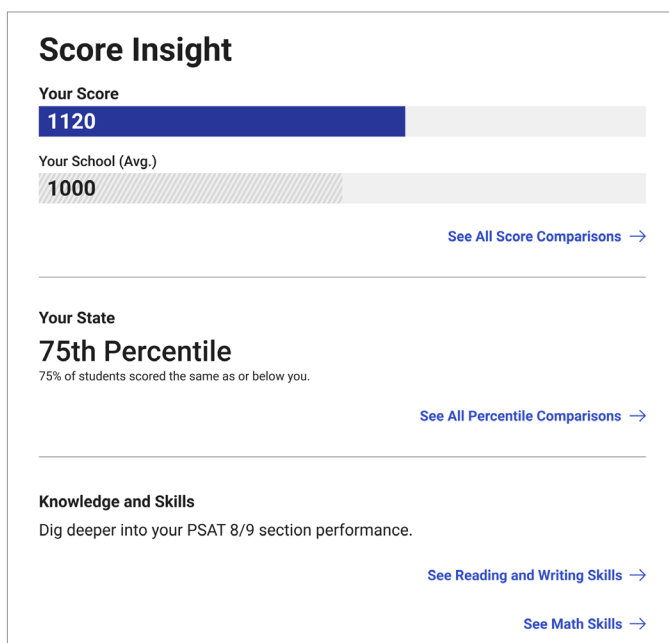 Score Insight
Your Score
1120
Your School (Avg.)
1000
See All Score Comparisons →
Your State
75th Percentile
75% of students scored the same as or below you.
See All Percentile Comparisons →
Knowledge and Skills
Dig deeper into your PSAT 8/9 section performance.
See Reading and Writing Skills →
See Math Skills →